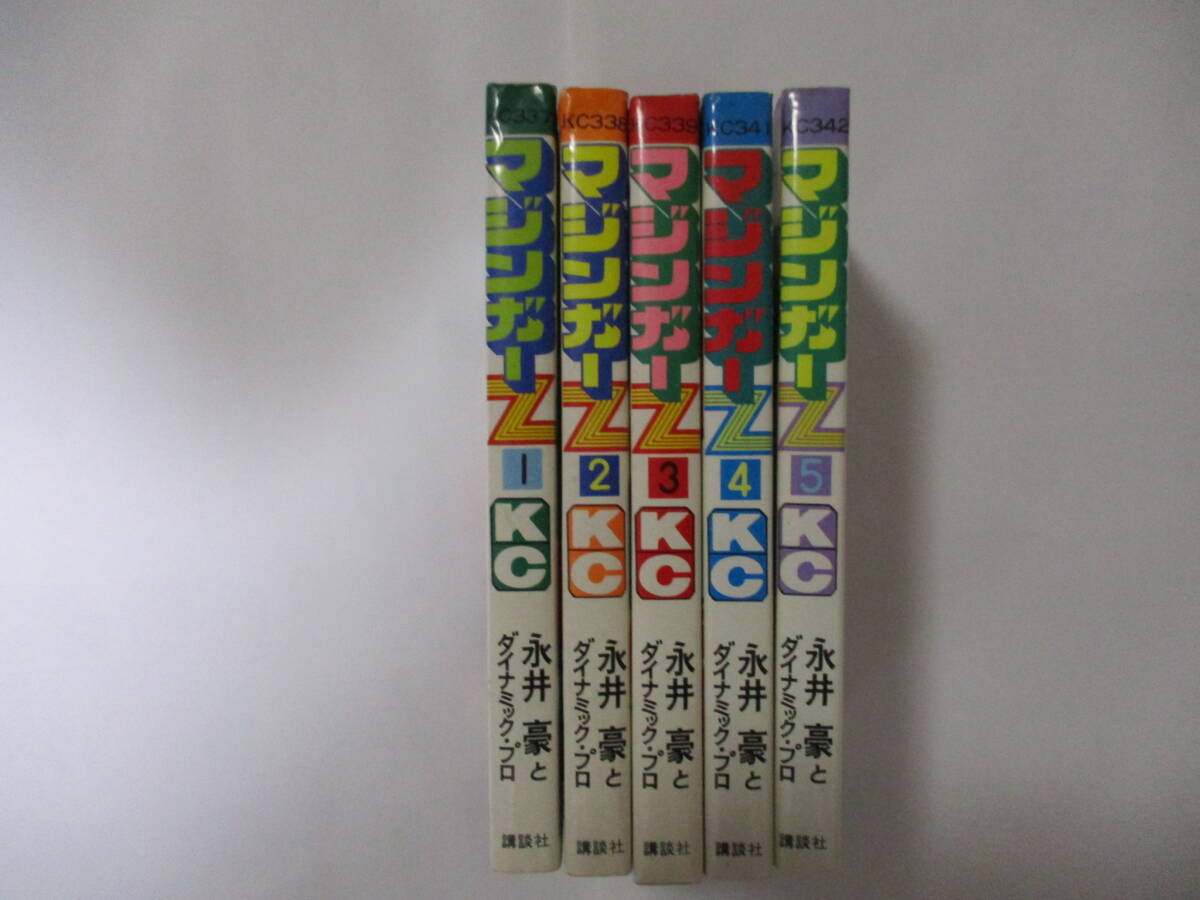 KC337
マジンガー
Z
1
KC
永井豪と
ダイナミック・プロ
講談社
KC338
マジンガー
Z
2
KC
永井豪と
ダイナミック・プロ
講談社
KC339
マジンガー
Z
3
KC
永井豪と
ダイナミック・プロ
講談社
KC341
マジンガー
Z
4
KC
永井豪と
ダイナミック・プロ
講談社
KC342
マジンガー
Z
5
KC
永井豪と
ダイナミック・プロ
講談社